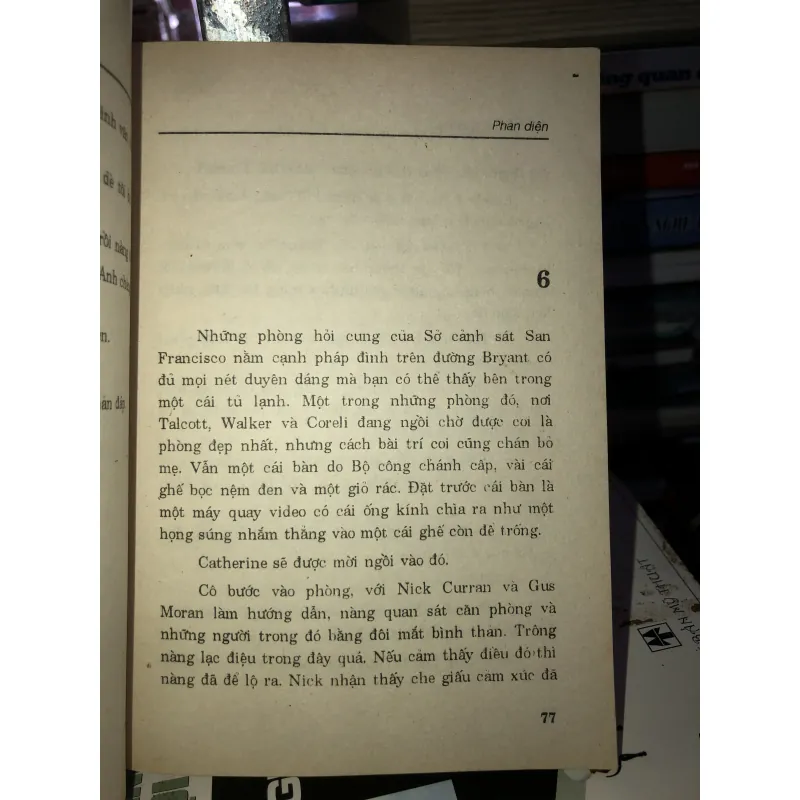 Phản diện
6
Những phòng hỏi cung của Sở cảnh sát San
Francisco nằm cạnh pháp đình trên đường Bryant có
đủ mọi nét duyên dáng mà bạn có thể thấy bên trong
một cái tủ lạnh. Một trong những phòng đó, nơi
Talcott, Walker và Coreli đang ngồi chờ được coi là
phòng đẹp nhất, nhưng cách bài trí coi cũng chán bỏ
mẹ. Vẫn một cái bàn do Bộ công chánh cấp, vài cái
ghế bọc nệm đen và một giỏ rác. Đặt trước cái bàn là
một máy quay video có cái ống kính chìa ra như một
họng súng nhắm thẳng vào một cái ghế còn để trống.
Catherine sẽ được mời ngồi vào đó.
Cô bước vào phòng, với Nick Curran và Gus
Moran làm hướng dẫn, nàng quan sát căn phòng và
những người trong đó bằng đôi mắt bình thản. Trông
nàng lạc điệu trong đây quá. Nếu cảm thấy điều đó thì
nàng đã để lộ ra. Nick nhận thấy che giấu cảm xúc đã
77
rồi nàng
Anh che
quan